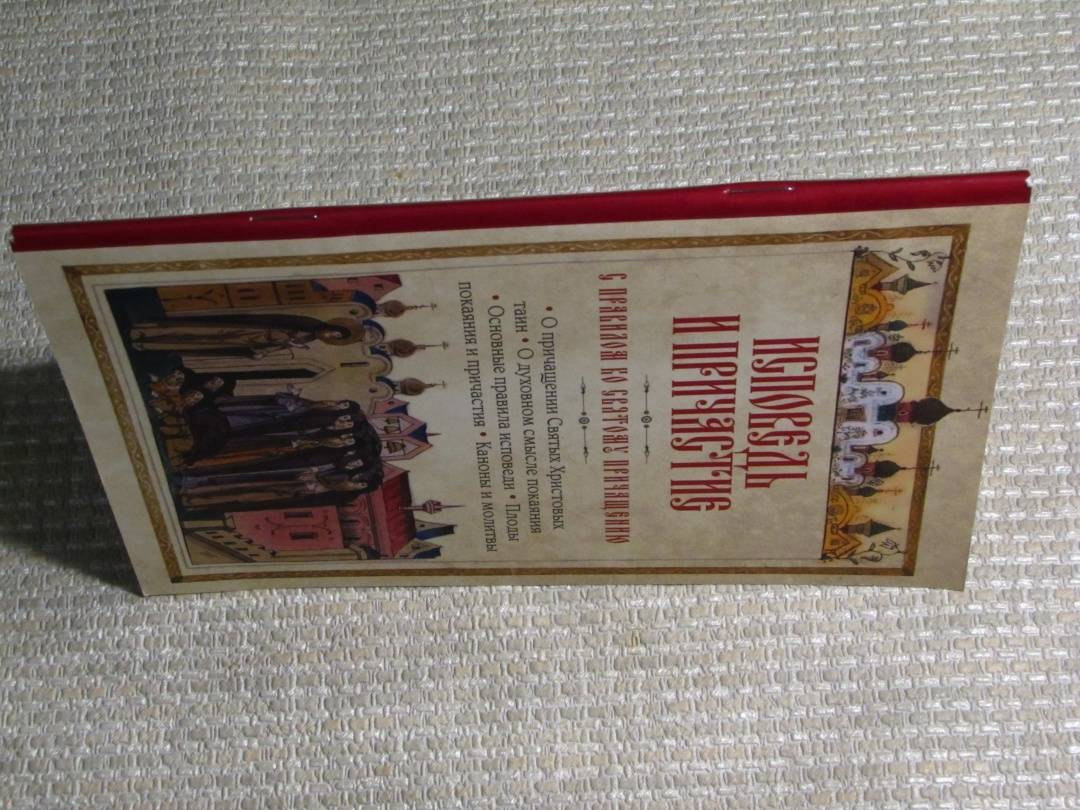 ИСПОВЕДЬ
И ПРИЧАСТИЕ
С ПРАВИЛОМ КО СВЯТОМУ ПРИЧАЩЕНИЮ
• О причащении Святых Христовых
таин • О духовном смысле покаяния
• Основные правила исповеди • Плоды
покаяния и причастия • Каноны и молитвы